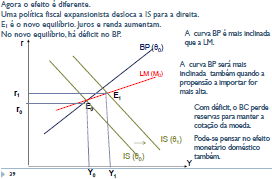 Agora o efeito é diferente.
Uma política fiscal expansionista desloca a IS para a direita.
E₁ é o novo equilíbrio. Juros e renda aumentam.
No novo equilíbrio, há déficit no BP.
r
BP (θ₀)
A curva BP é mais inclinada
que a LM.
LM (M₀)
A curva BP será mais
inclinada também quando a
propensão a importar for
mais alta.
r₁
r₀
E₁
E₀
Com déficit, o BC perde
reservas para manter a
cotação da moeda.
Pode-se pensar no efeito
monetário doméstico
também.
IS (θ₁)
IS (θ₀)
Y
Y₀
Y₁
29